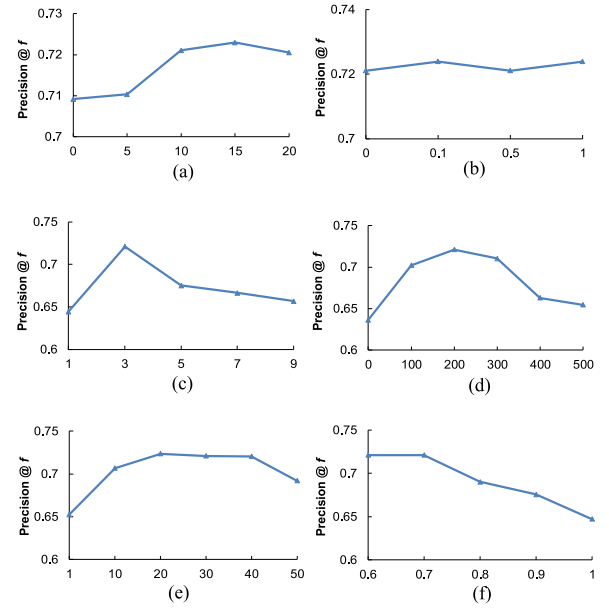 Precision @ f
0.73
0.72
0.71
0.7
0 5 10 15 20
(a)
Precision @ f
0.74
0.72
0.7
0 0.1 0.5 1
(b)
Precision @ f
0.75
0.7
0.65
0.6
1 3 5 7 9
(c)
Precision @ f
0.75
0.7
0.65
0.6
0 100 200 300 400 500
(d)
Precision @ f
0.75
0.7
0.65
0.6
1 10 20 30 40 50
(e)
Precision @ f
0.75
0.7
0.65
0.6
0.6 0.7 0.8 0.9 1
(f)